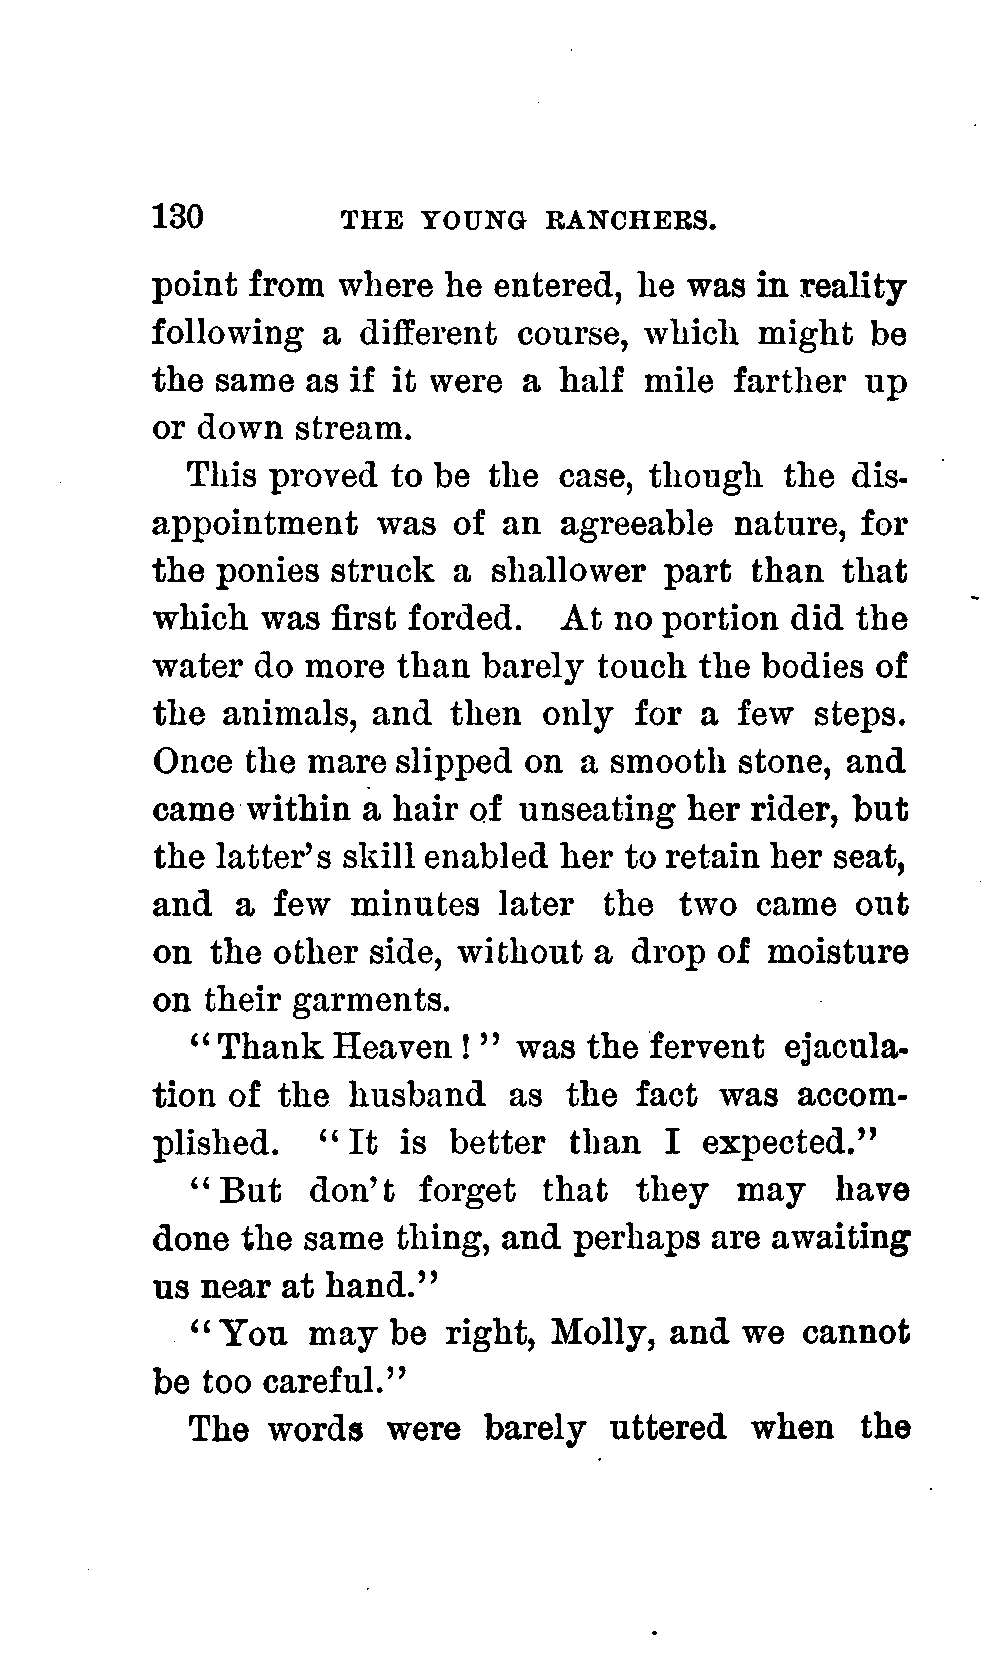 130 THE YOUNG RANCHERS.
point from where he entered, he was in reality
following a different course, which might be
the same as if it were a half mile farther up
or down stream.
This proved to be the case, though the dis-
appointment was of an agreeable nature, for
the ponies struck a shallower part than that
which was first forded. At no portion did the
water do more than barely touch the bodies of
the animals, and then only for a few steps.
Once the mare slipped on a smooth stone, and
came within a hair of unseating her rider, but
the latter's skill enabled her to retain her seat,
and a few minutes later the two came out
on the other side, without a drop of moisture
on their garments.
"Thank Heaven!" was the fervent ejacula-
tion of the husband as the fact was accom-
plished. "It is better than I expected."
"But don't forget that they may have
done the same thing, and perhaps are awaiting
us near at hand."
"You may be right, Molly, and we cannot
be too careful."
The words were barely uttered when the